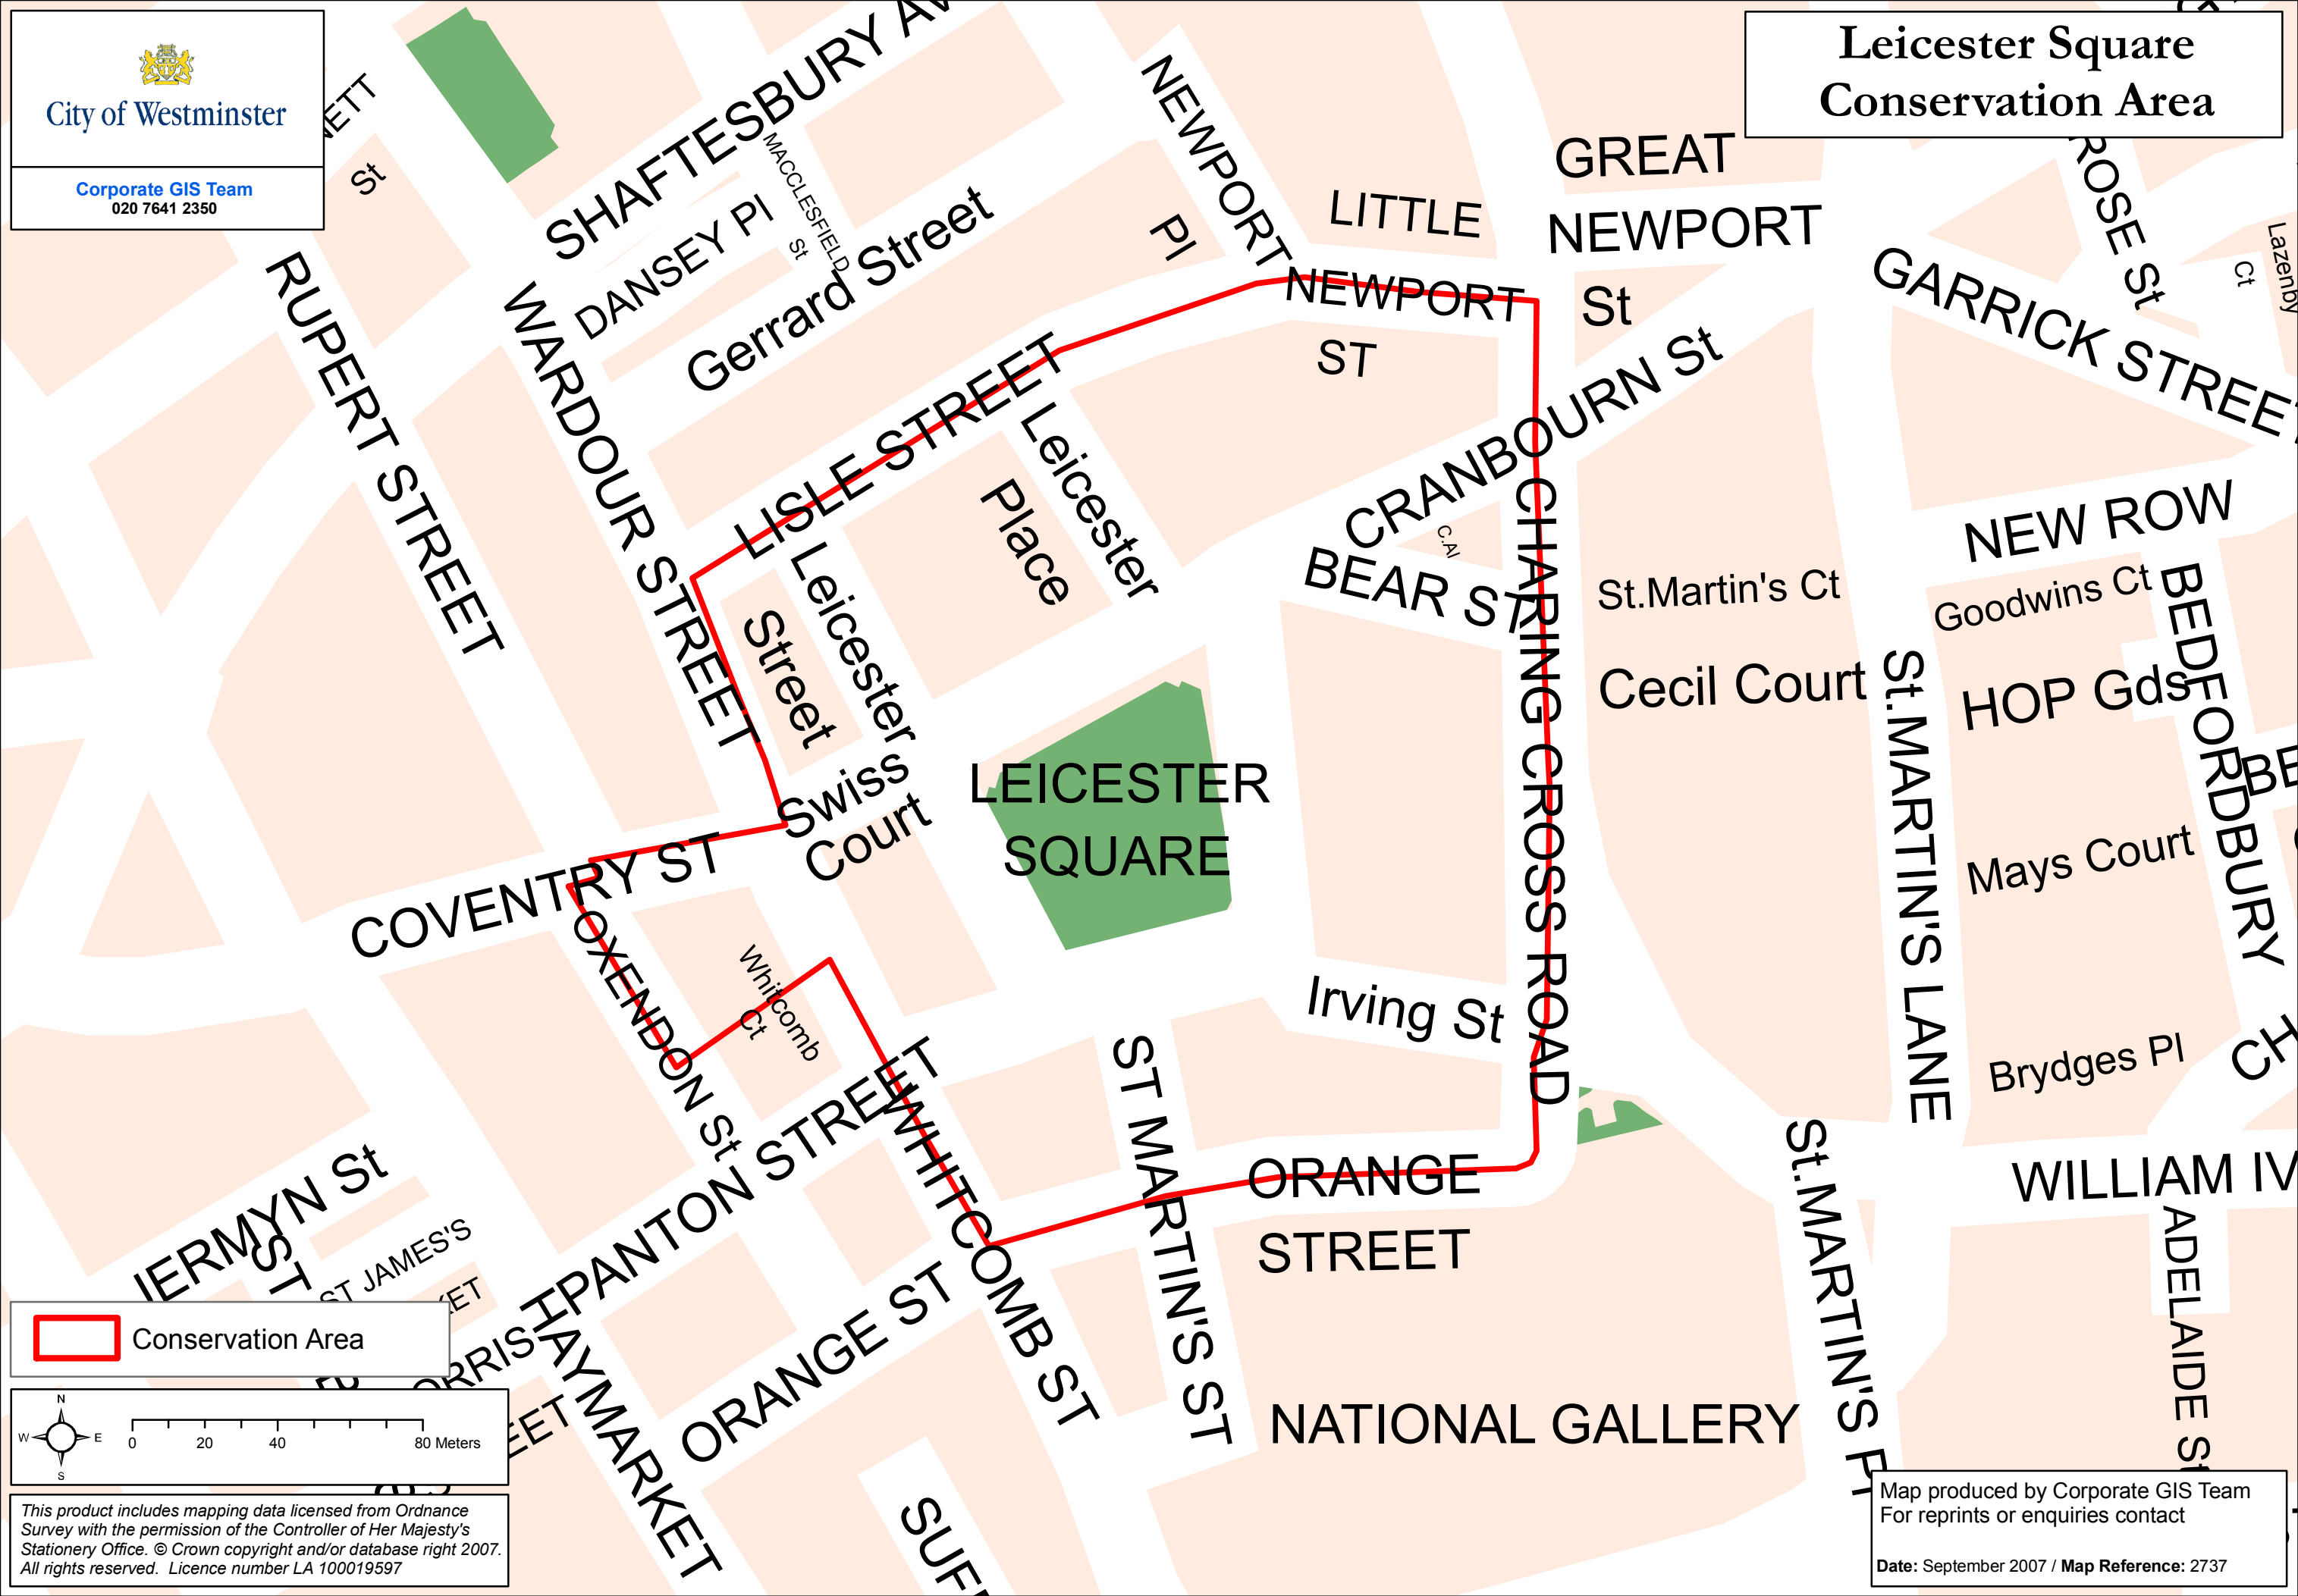 City of Westminster
Corporate GIS Team
020 7641 2350
Leicester Square
Conservation Area
St
SHAFTESBURY
MACCLESFIELD
St
DANSEY Pl
Gerrard Street
NEWPORT
Pl
LITTLE
NEWPORT
ST
GREAT
NEWPORT
St
ROSE St
Lazenby
Ct
GARRICK STREET
RUPERT STREET
WARDOUR STREET
LISLE STREET
Leicester
Place
Leicester
Street
CRANBOURN St
C.Al
BEAR ST
CHARING CROSS ROAD
St.Martin's Ct
Cecil Court
NEW ROW
Goodwins Ct
HOP Gds
BEDFORDBURY
St.MARTIN'S LANE
Mays Court
Brydges Pl
Swiss
Court
LEICESTER
SQUARE
COVENTRY ST
OXENDON St
Whitcomb
Ct
Irving St
PANTON STREET
WHITCOMB ST
ST MARTIN'S ST
ORANGE
STREET
ORANGE ST
NATIONAL GALLERY
St.MARTIN'S Pl
WILLIAM IV
ADELAIDE St
JERMYN St
ST JAMES'S
HAYMARKET
Conservation Area
N
W
E
S
0
20
40
80 Meters
This product includes mapping data licensed from Ordnance
Survey with the permission of the Controller of Her Majesty's
Stationery Office. © Crown copyright and/or database right 2007.
All rights reserved. Licence number LA 100019597
Map produced by Corporate GIS Team
For reprints or enquiries contact
Date: September 2007 / Map Reference: 2737